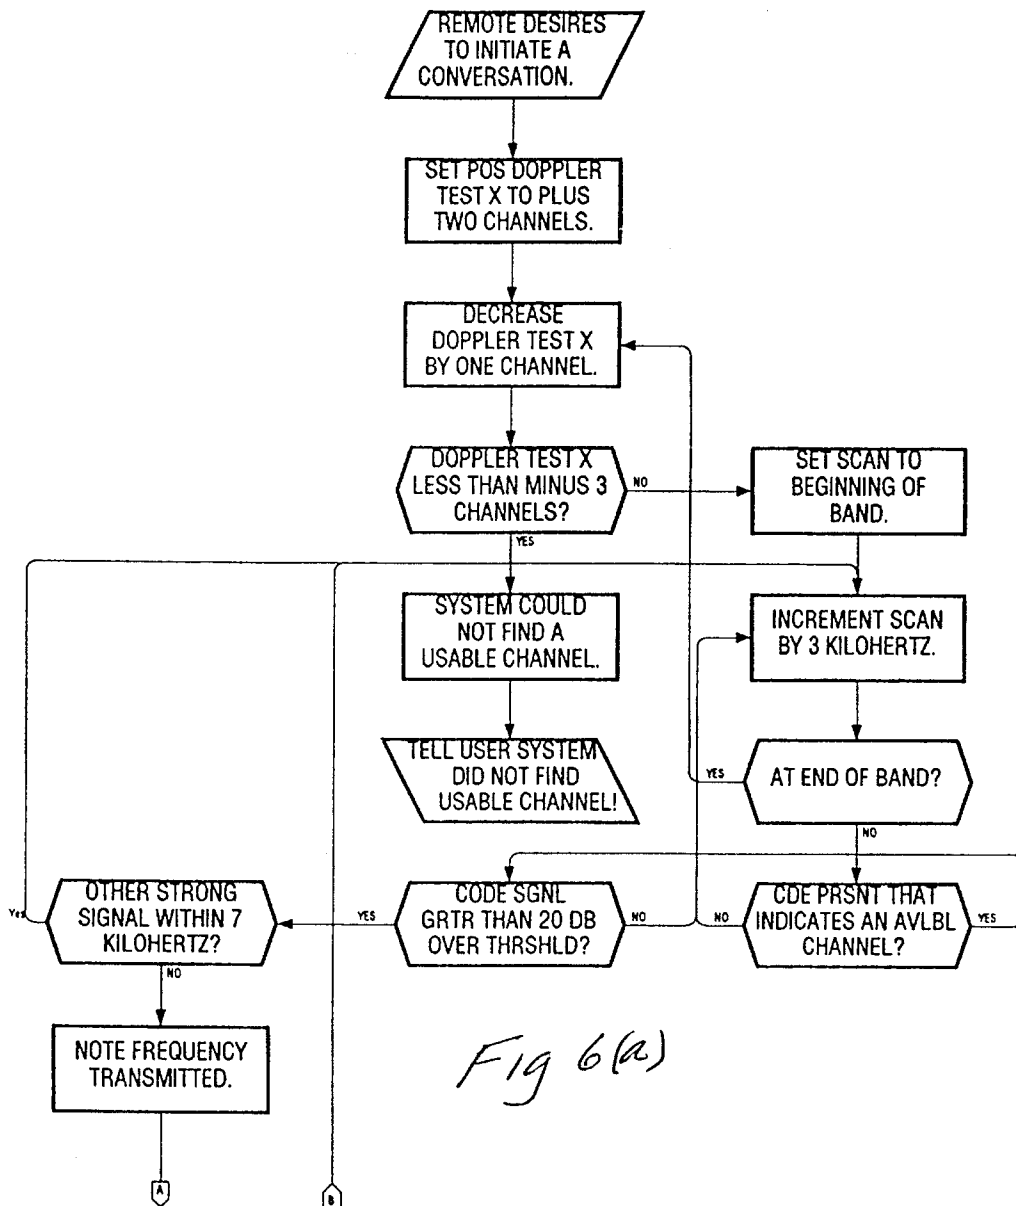 REMOTE DESIRES
TO INITIATE A
CONVERSATION.
SET POS DOPPLER
TEST X TO PLUS
TWO CHANNELS.
DECREASE
DOPPLER TEST X
BY ONE CHANNEL.
DOPPLER TEST X
LESS THAN MINUS 3
CHANNELS?
NO
YES
SET SCAN TO
BEGINNING OF
BAND.
SYSTEM COULD
NOT FIND A
USABLE CHANNEL.
INCREMENT SCAN
BY 3 KILOHERTZ.
TELL USER SYSTEM
DID NOT FIND
USABLE CHANNEL!
YES
AT END OF BAND?
NO
Yes
OTHER STRONG
SIGNAL WITHIN 7
KILOHERTZ?
NO
YES
CODE SGNL
GRTR THAN 20 DB
OVER THRSHLD?
NO
NO
CDE PRSNT THAT
INDICATES AN AVLBL
CHANNEL?
YES
NOTE FREQUENCY
TRANSMITTED.
Fig 6(a)
A
B